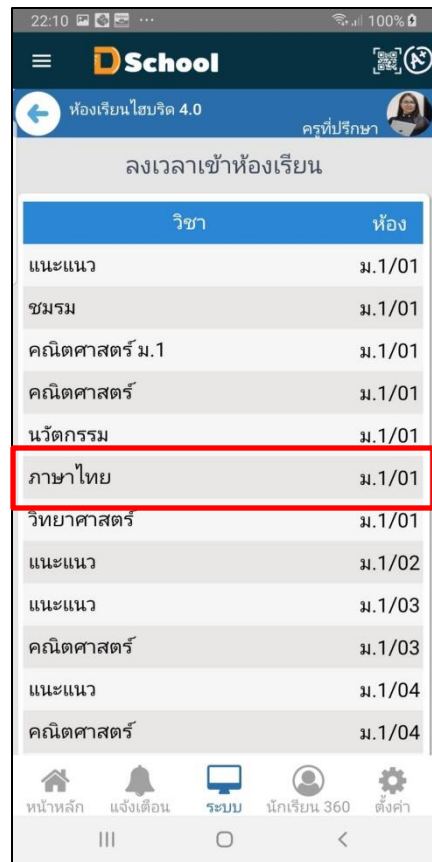 22:10 100%
DSchool
ห้องเรียนไฮบริด 4.0
ครูที่ปรึกษา
ลงเวลาเข้าห้องเรียน
วิชา ห้อง
แนะแนว ม.1/01
ชมรม ม.1/01
คณิตศาสตร์ ม.1 ม.1/01
คณิตศาสตร์ ม.1/01
นวัตกรรม ม.1/01
ภาษาไทย ม.1/01
วิทยาศาสตร์ ม.1/01
แนะแนว ม.1/02
แนะแนว ม.1/03
คณิตศาสตร์ ม.1/03
แนะแนว ม.1/04
คณิตศาสตร์ ม.1/04
หน้าหลัก แจ้งเตือน ระบบ นักเรียน 360 ตั้งค่า